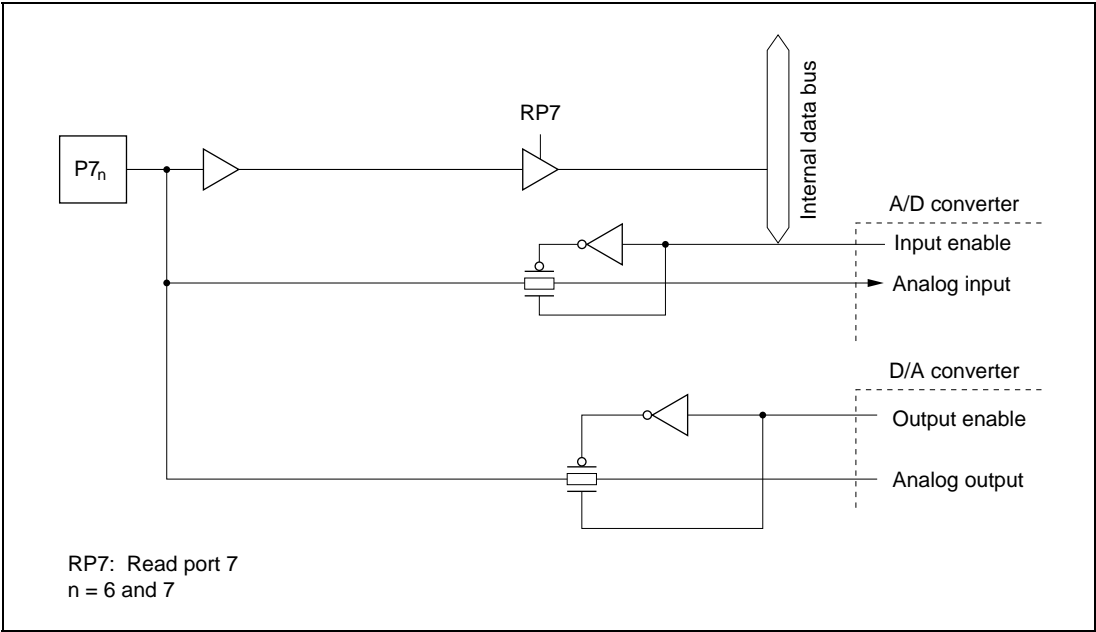 RP7
P7n
Internal data bus
A/D converter
Input enable
Analog input
D/A converter
Output enable
Analog output
RP7: Read port 7
n = 6 and 7